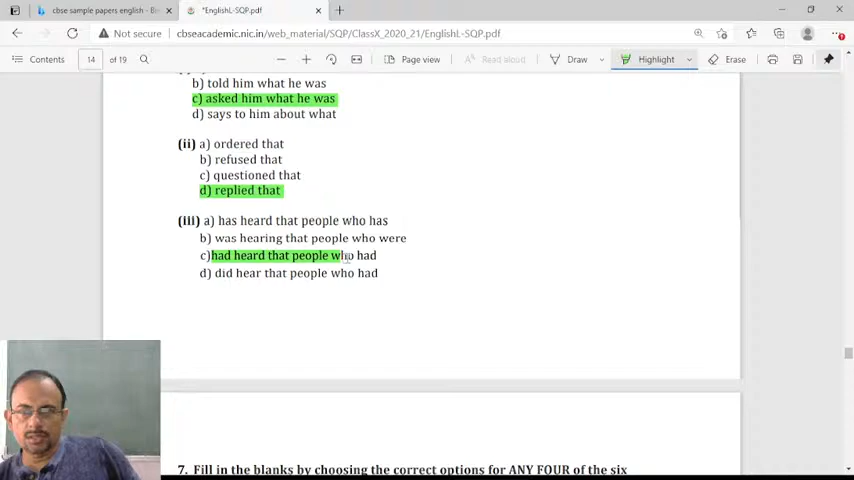 cbse sample papers english
*EnglishL-SQP.pdf
Not secure
cbseacademic.nic.in/web_material/SQP/ClassX_2020_21/EnglishL-SQP.pdf
Contents
14
of 19
Page view
Read aloud
Draw
Highlight
Erase
b) told him what he was
c) asked him what he was
d) says to him about what
(ii) a) ordered that
b) refused that
c) questioned that
d) replied that
(iii) a) has heard that people who has
b) was hearing that people who were
c)had heard that people who had
d) did hear that people who had
7. Fill in the blanks by choosing the correct options for ANY FOUR of the six